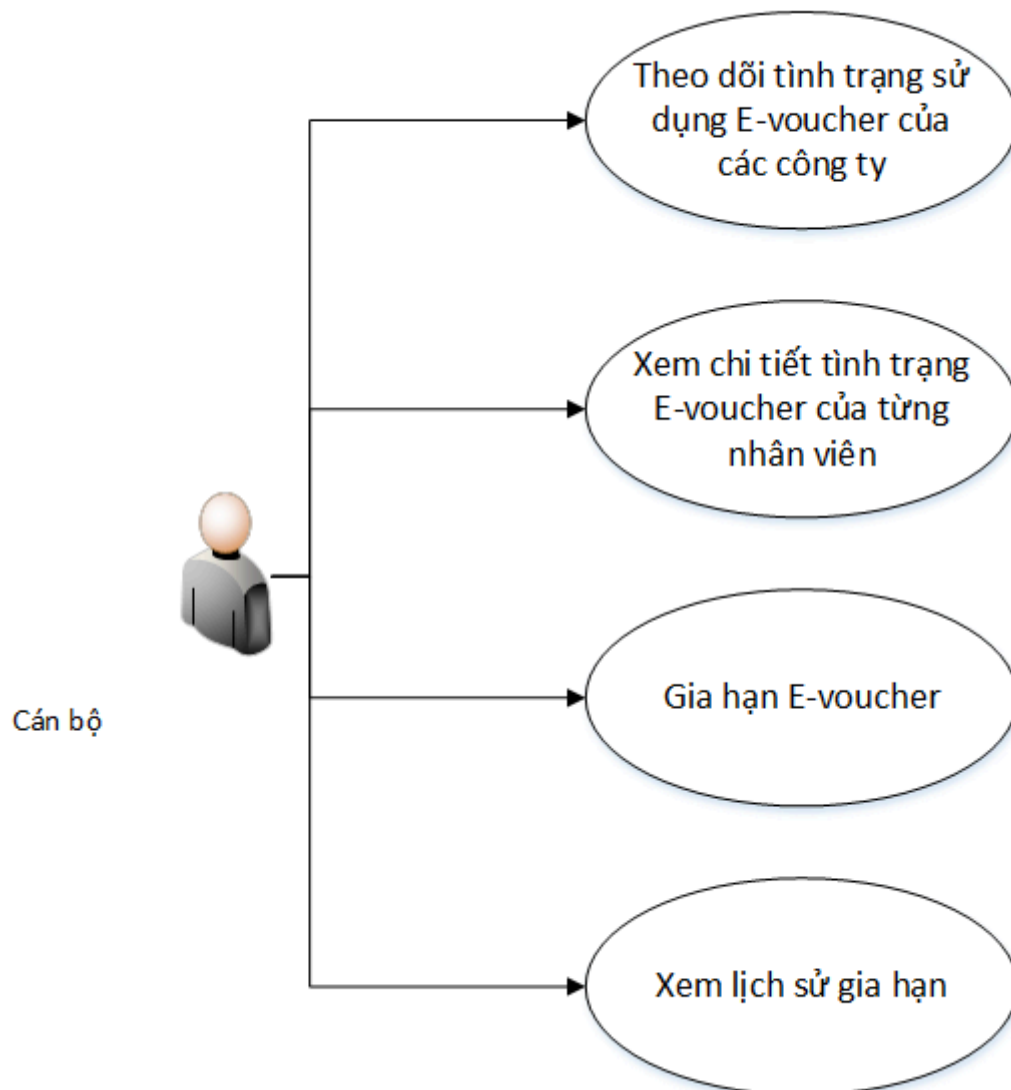 Theo dõi tình trạng sử
dụng E-voucher của
các công ty
Xem chi tiết tình trạng
E-voucher của từng
nhân viên
Gia hạn E-voucher
Cán bộ
Xem lịch sử gia hạn